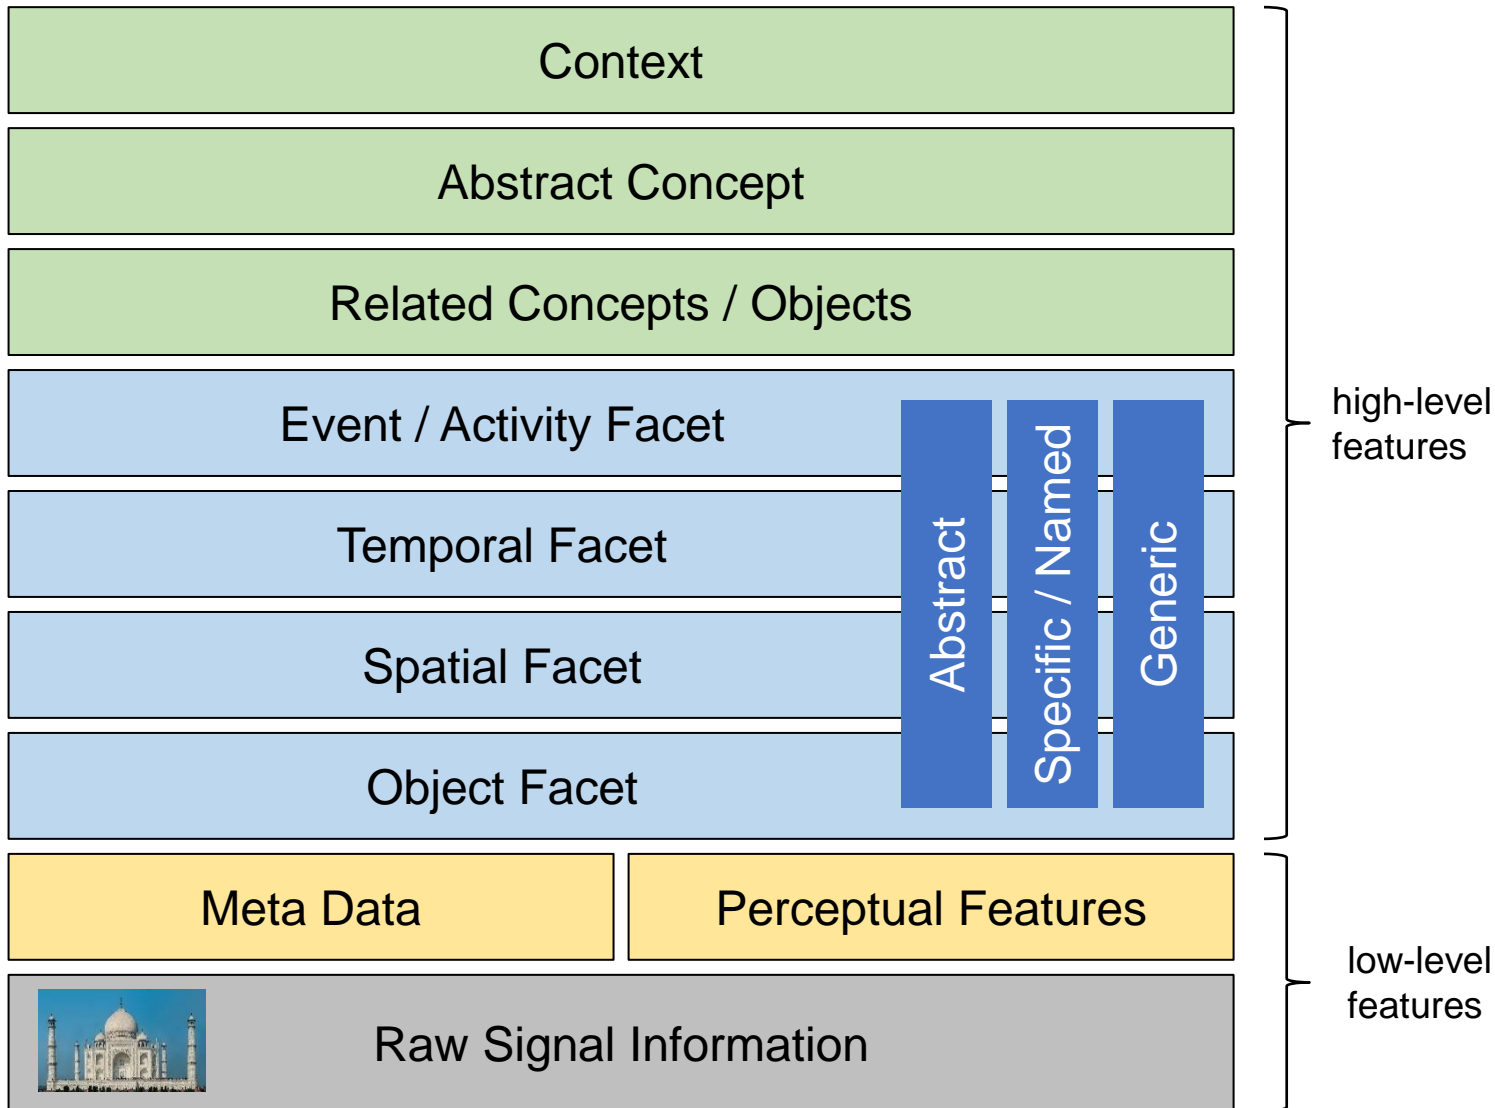 Context
Abstract Concept
Related Concepts / Objects
Event / Activity Facet
Temporal Facet
Spatial Facet
Object Facet
Abstract
Specific / Named
Generic
high-level
features
Meta Data
Perceptual Features
Raw Signal Information
low-level
features